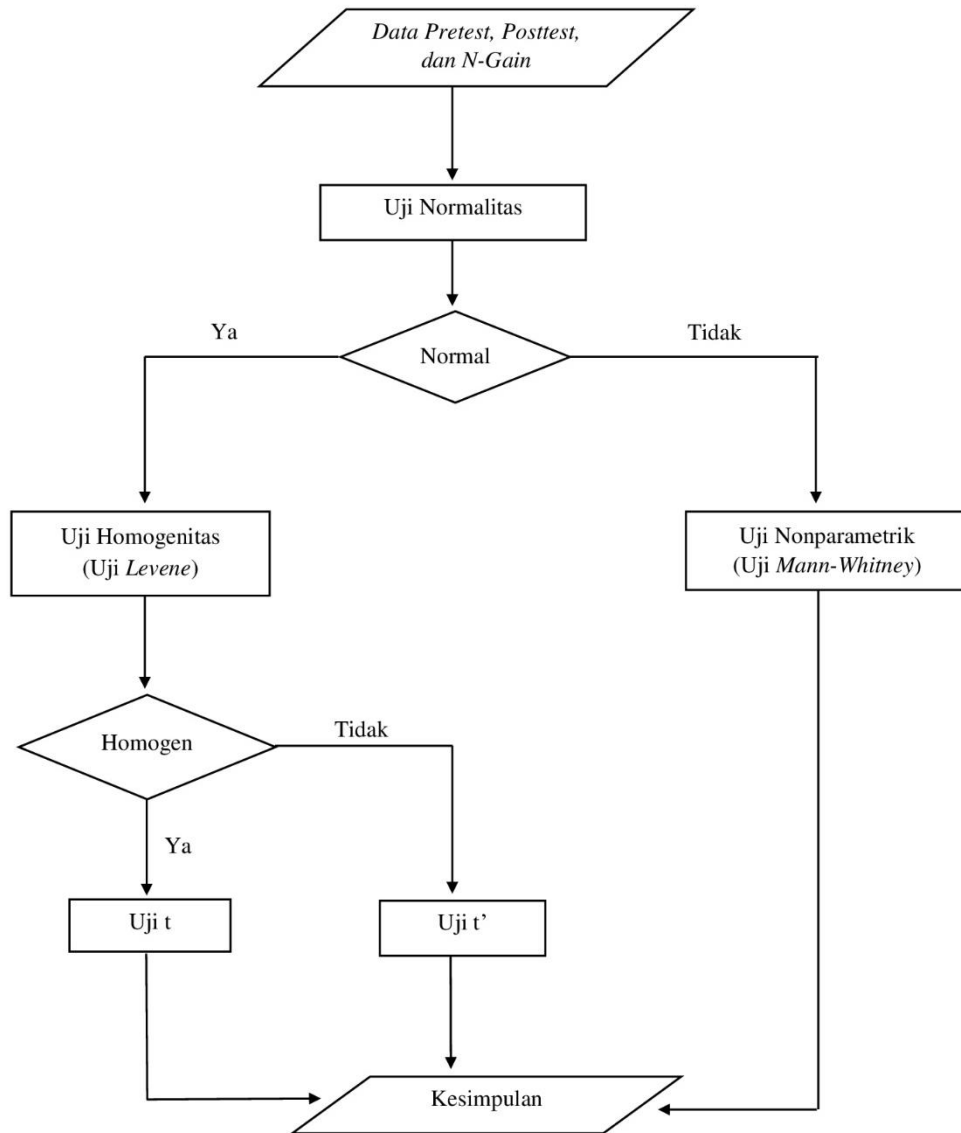 Data Pretest, Posttest,
dan N-Gain
Uji Normalitas
Ya
Tidak
Normal
Uji Homogenitas
(Uji Levene)
Uji Nonparametrik
(Uji Mann-Whitney)
Homogen
Tidak
Ya
Uji t
Uji t’
Kesimpulan